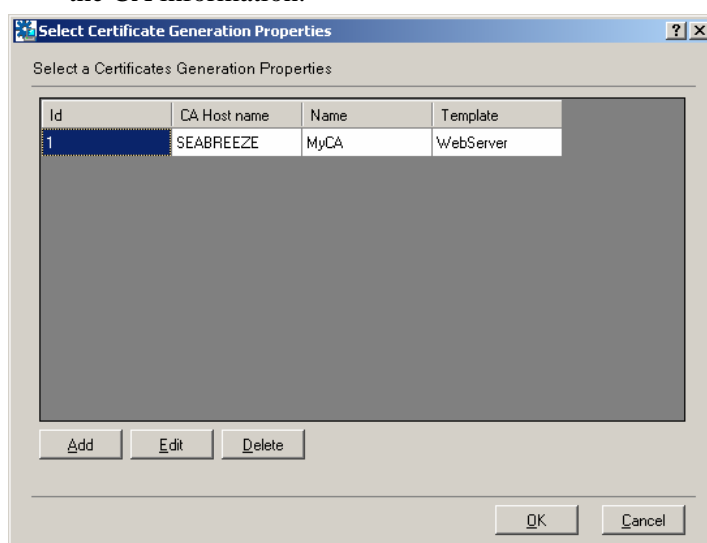 the CA information.
Select Certificate Generation Properties
Select a Certificates Generation Properties
Id CA Host name Name Template
1 SEABREEZE MyCA WebServer
Add Edit Delete
OK Cancel